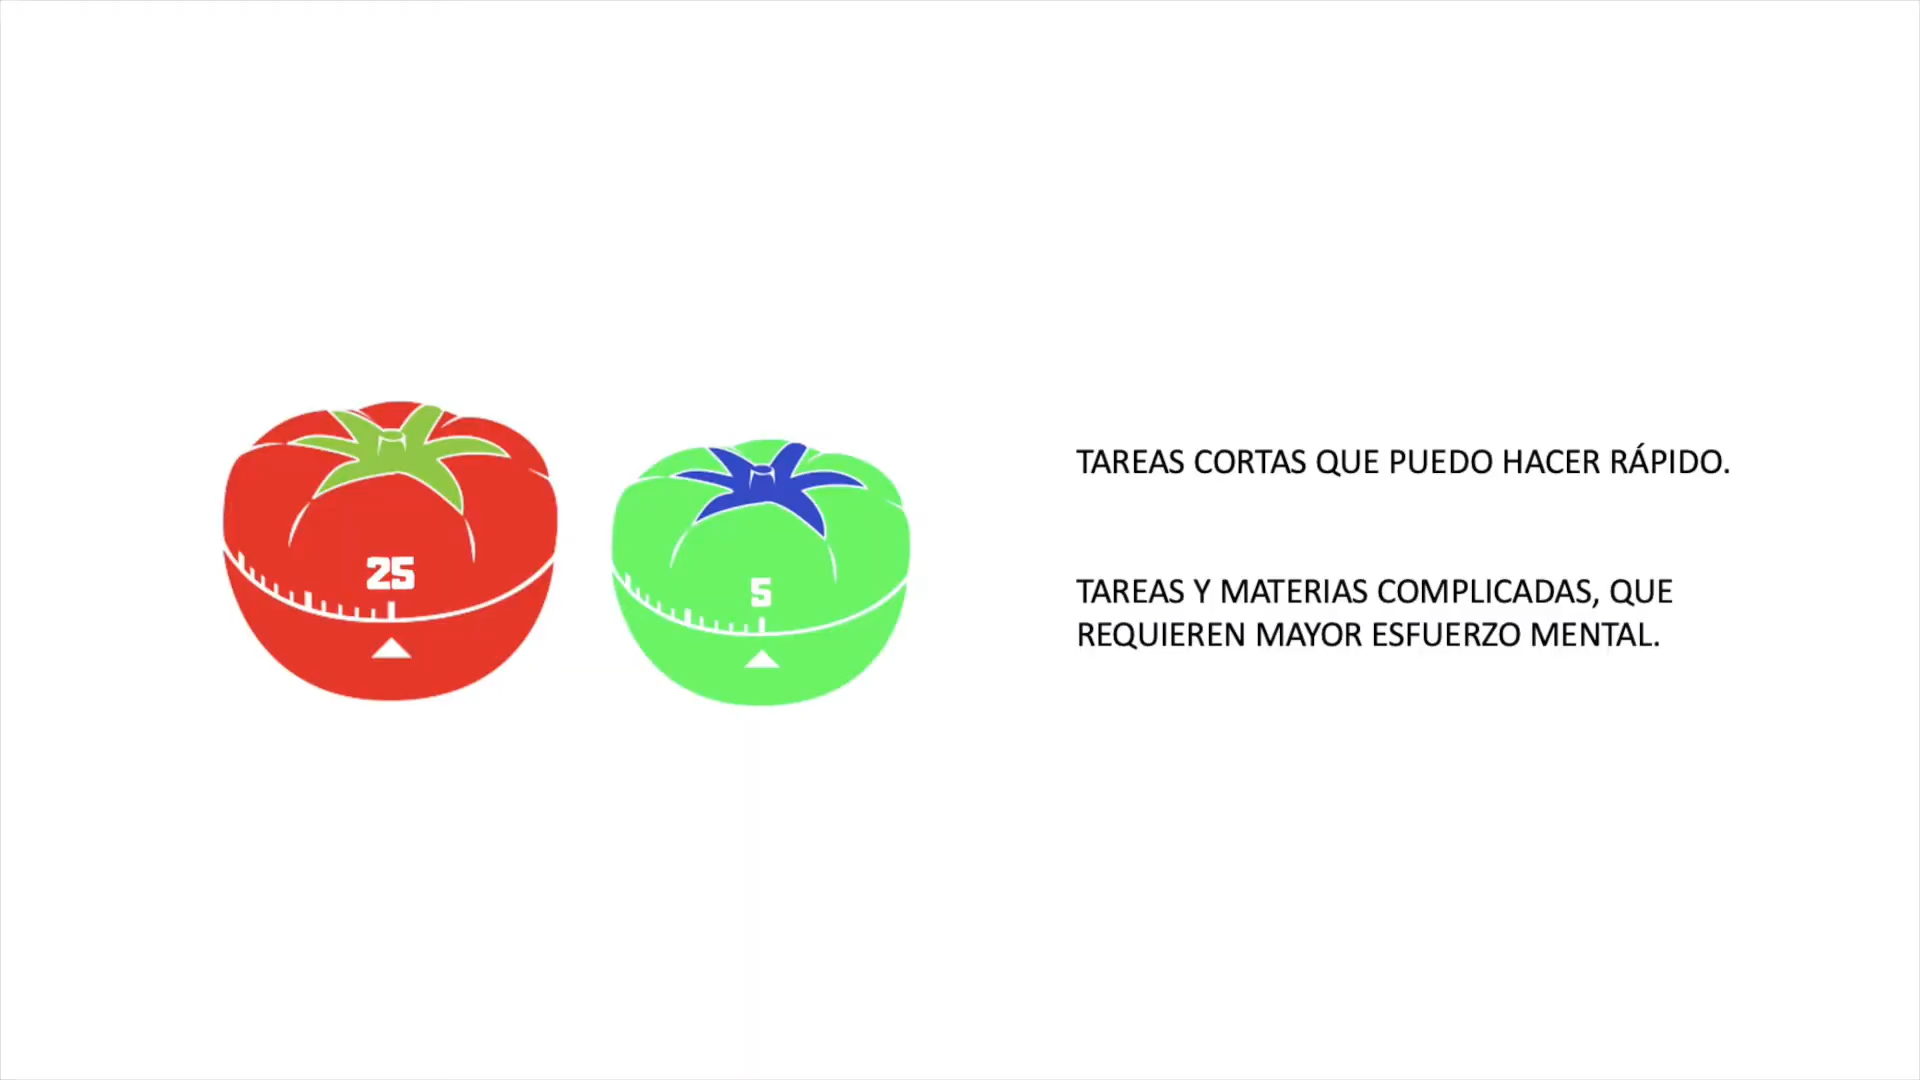 25
5
TAREAS CORTAS QUE PUEDO HACER RÁPIDO.
TAREAS Y MATERIAS COMPLICADAS, QUE
REQUIEREN MAYOR ESFUERZO MENTAL.